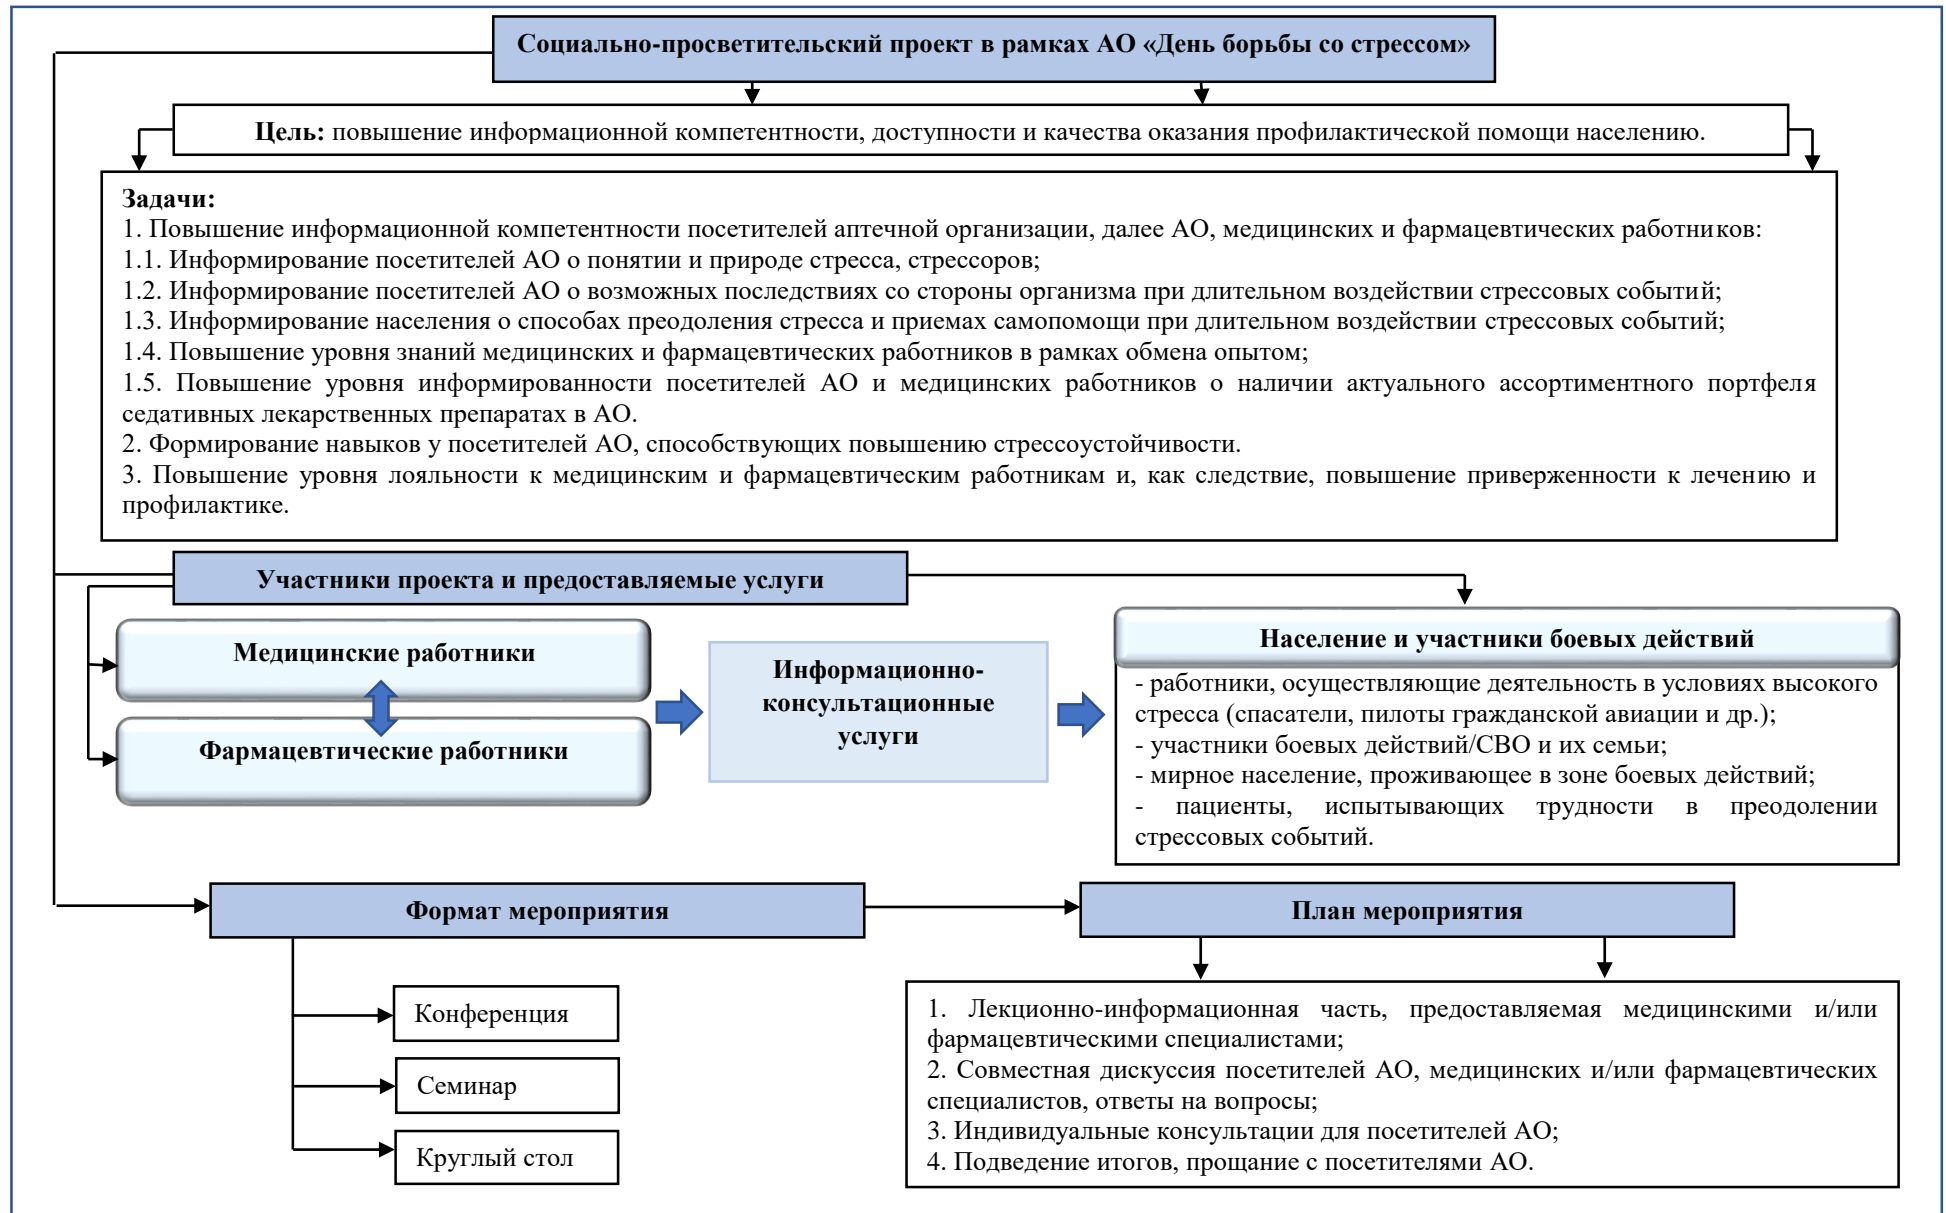 Социально-просветительский проект в рамках АО «День борьбы со стрессом»
Цель: повышение информационной компетентности, доступности и качества оказания профилактической помощи населению.
Задачи:
1. Повышение информационной компетентности посетителей аптечной организации, далее АО, медицинских и фармацевтических работников:
1.1. Информирование посетителей АО о понятии и природе стресса, стрессоров;
1.2. Информирование посетителей АО о возможных последствиях со стороны организма при длительном воздействии стрессовых событий;
1.3. Информирование населения о способах преодоления стресса и приемах самопомощи при длительном воздействии стрессовых событий;
1.4. Повышение уровня знаний медицинских и фармацевтических работников в рамках обмена опытом;
1.5. Повышение уровня информированности посетителей АО и медицинских работников о наличии актуального ассортиментного портфеля
седативных лекарственных препаратах в АО.
2. Формирование навыков у посетителей АО, способствующих повышению стрессоустойчивости.
3. Повышение уровня лояльности к медицинским и фармацевтическим работникам и, как следствие, повышение приверженности к лечению и
профилактике.
Участники проекта и предоставляемые услуги
Медицинские работники
Фармацевтические работники
Информационно-
консультационные
услуги
Население и участники боевых действий
- работники, осуществляющие деятельность в условиях высокого
стресса (спасатели, пилоты гражданской авиации и др.);
- участники боевых действий/СВО и их семьи;
- мирное население, проживающее в зоне боевых действий;
- пациенты, испытывающих трудности в преодолении
стрессовых событий.
Формат мероприятия
Конференция
Семинар
Круглый стол
План мероприятия
1. Лекционно-информационная часть, предоставляемая медицинскими и/или
фармацевтическими специалистами;
2. Совместная дискуссия посетителей АО, медицинских и/или фармацевтических
специалистов, ответы на вопросы;
3. Индивидуальные консультации для посетителей АО;
4. Подведение итогов, прощание с посетителями АО.